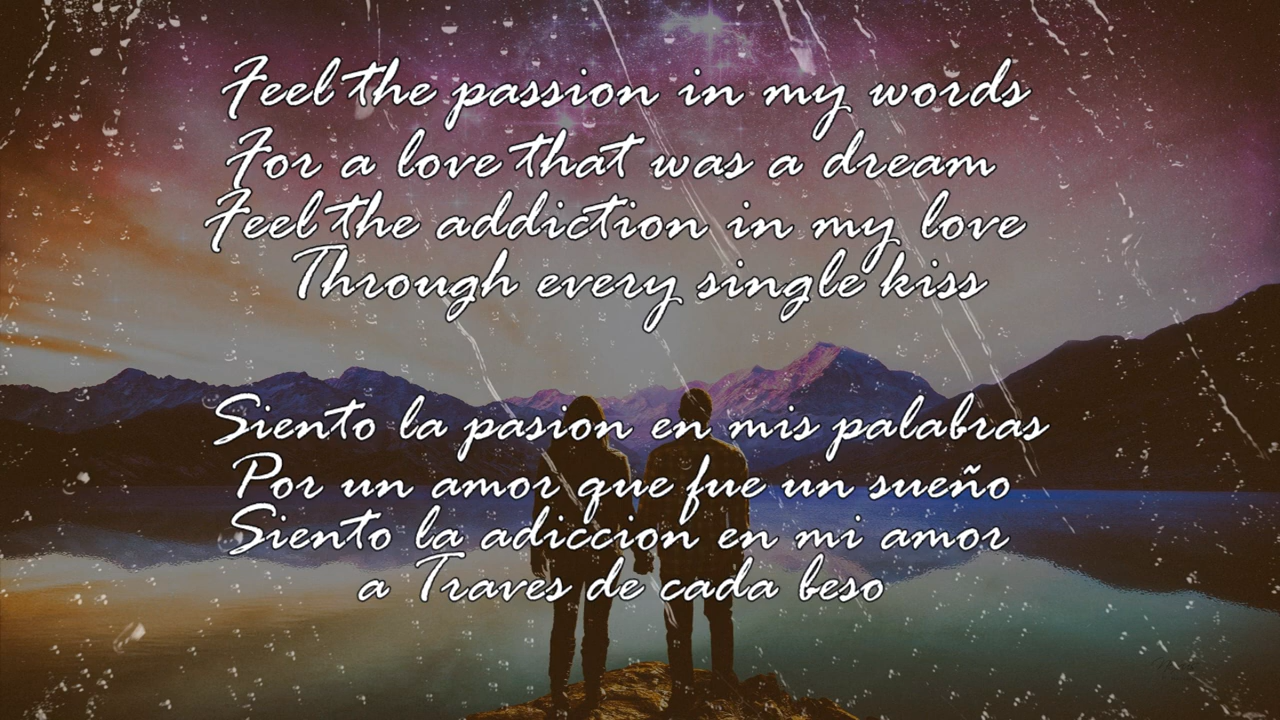 Feel the passion in my words
For a love that was a dream
Feel the addiction in my love
Through every single kiss
Siento la pasion en mis palabras
Por un amor que fue un sueño
Siento la adiccion en mi amor
a Traves de cada beso